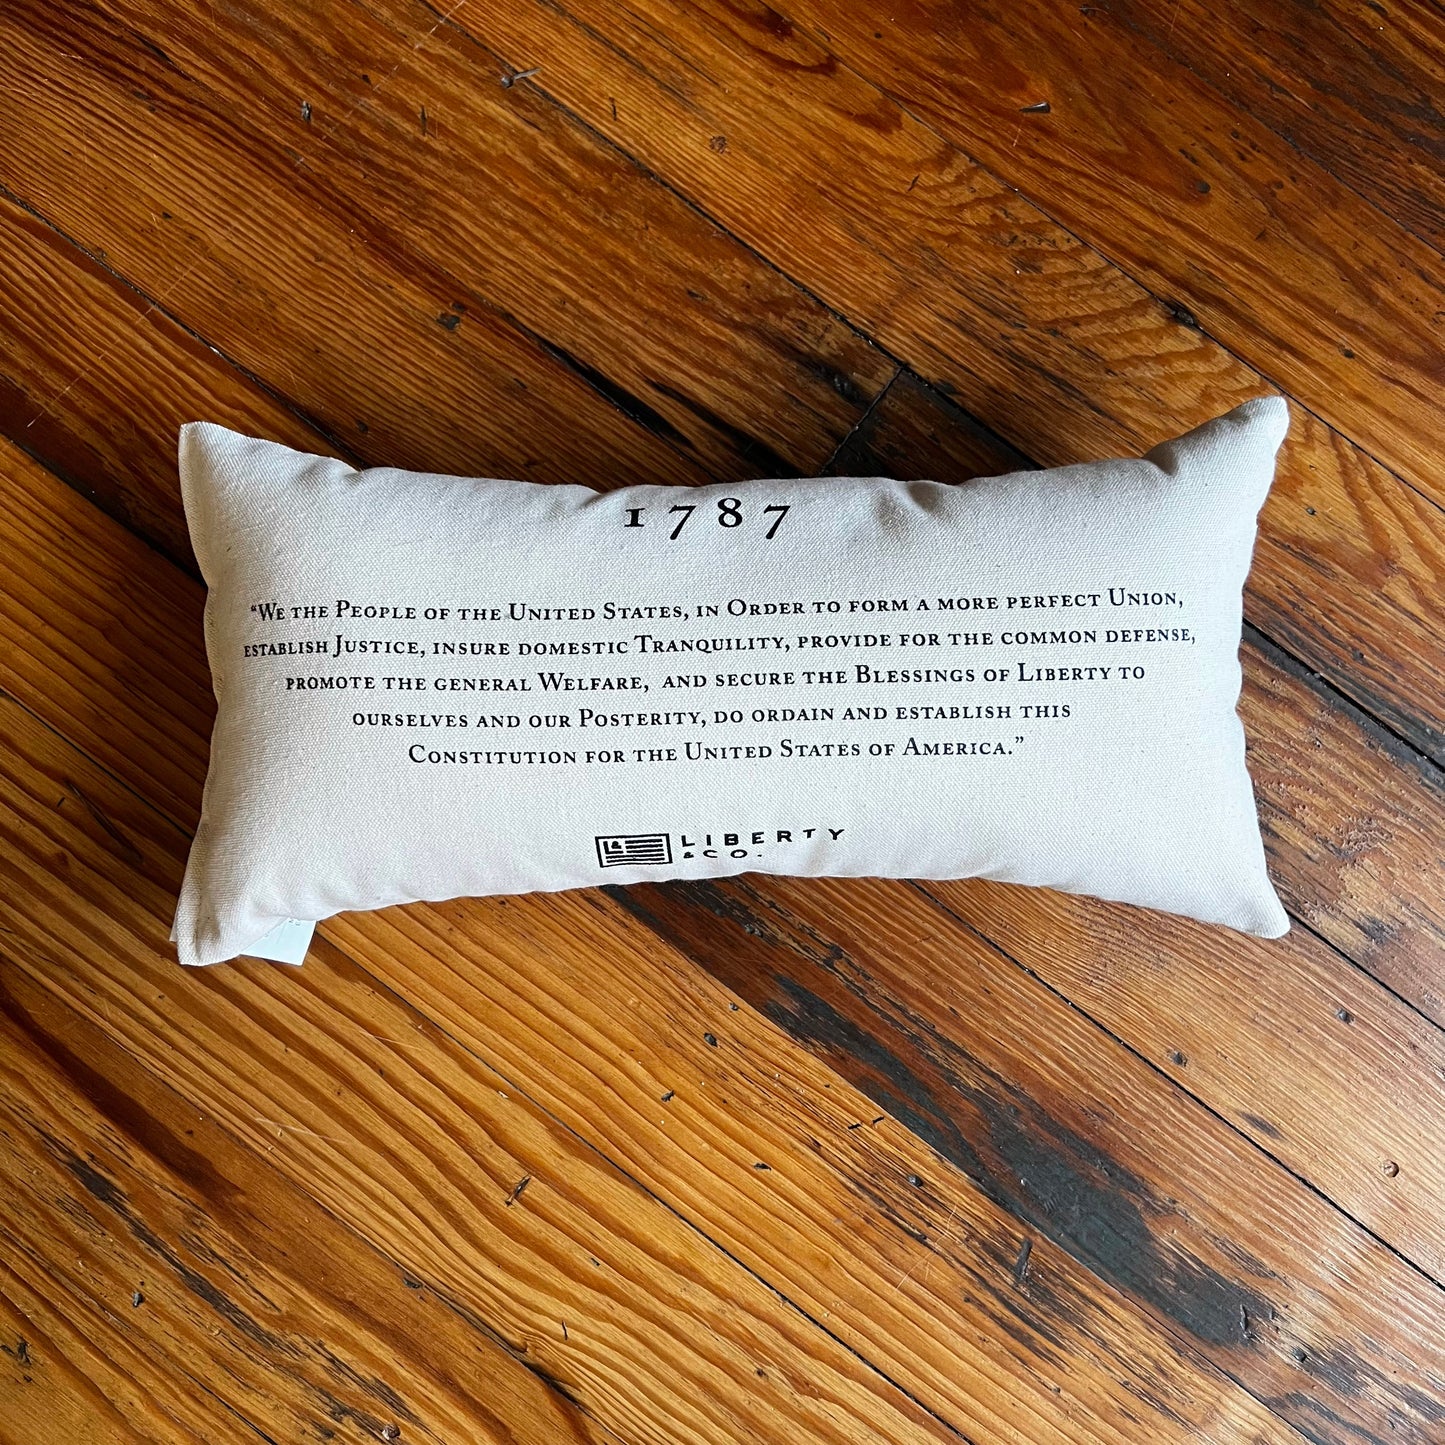 1787
“We the People of the United States, in Order to form a more perfect Union,
establish Justice, insure domestic Tranquility, provide for the common defense,
promote the general Welfare, and secure the Blessings of Liberty to
ourselves and our Posterity, do ordain and establish this
Constitution for the United States of America.”
L& LIBERTY
& CO.